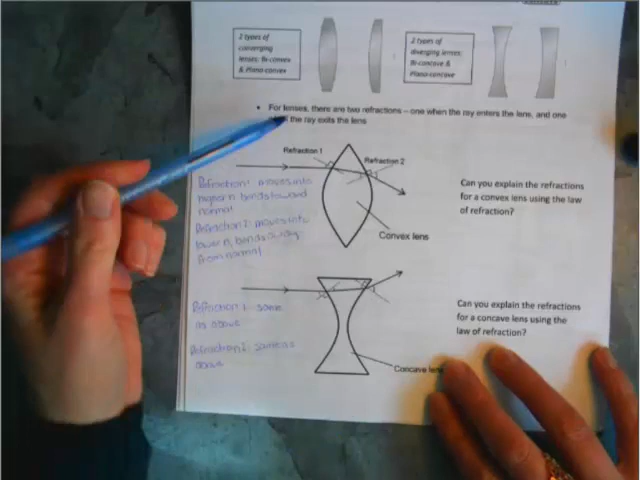 2 types of
converging
lenses: Bi-convex
& Plano-convex
2 types of
diverging lenses:
Bi-concave &
Plano-concave
• For lenses, there are two refractions – one when the ray enters the lens, and one
the ray exits the lens
Refraction 1
Refraction 2
Refraction 1: moves into
higher n bends toward
normal
Refraction 2: moves into
lower n, bends away
from normal
Convex lens
Can you explain the refractions
for a convex lens using the law
of refraction?
Refraction 1: same
as above
Refraction 2: same as
above
Concave lens
Can you explain the refractions
for a concave lens using the
law of refraction?